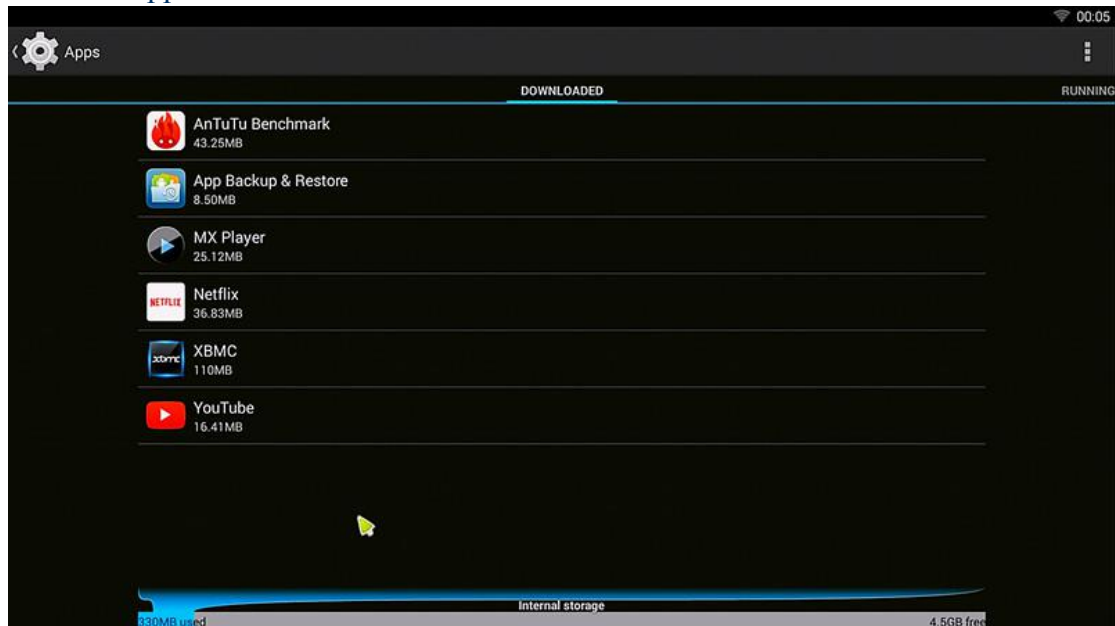 00:05
Apps
DOWNLOADED
RUNNING
AnTuTu Benchmark
43.25MB
App Backup & Restore
8.50MB
MX Player
25.12MB
NETFLIX
Netflix
36.83MB
xbmc
XBMC
110MB
YouTube
16.41MB
Internal storage
330MB used
4.5GB free